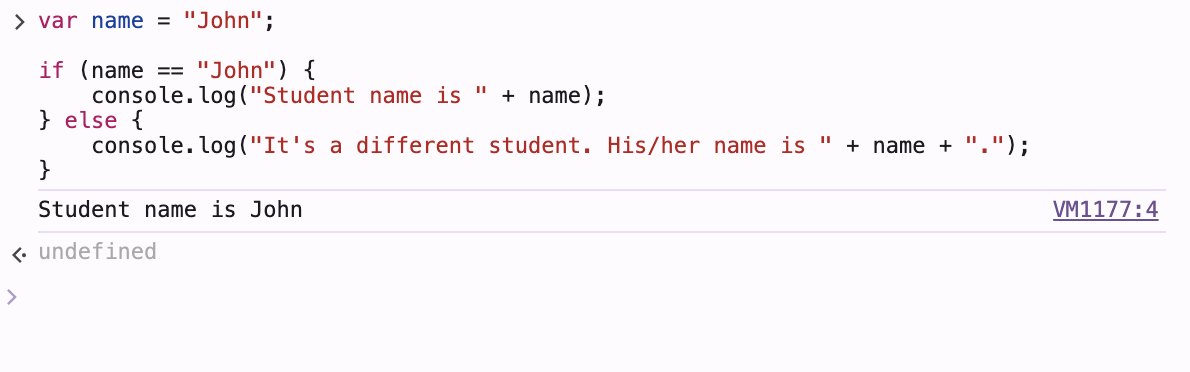 > var name = "John";
if (name == "John") {
    console.log("Student name is " + name);
} else {
    console.log("It's a different student. His/her name is " + name + ".");
}
Student name is John VM1177:4
undefined